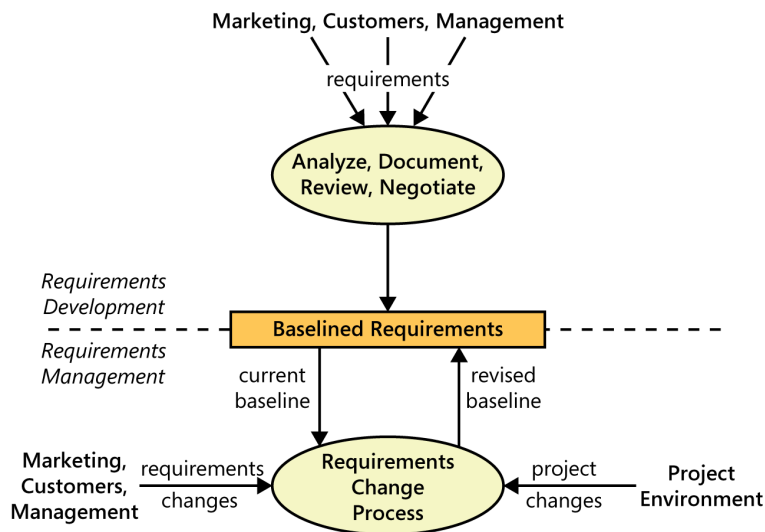 Marketing, Customers, Management
requirements
Analyze, Document,
Review, Negotiate
Requirements
Development
Baselined Requirements
Requirements
Management
current
baseline
revised
baseline
Marketing,
Customers,
Management
requirements
changes
Requirements
Change
Process
project
changes
Project
Environment